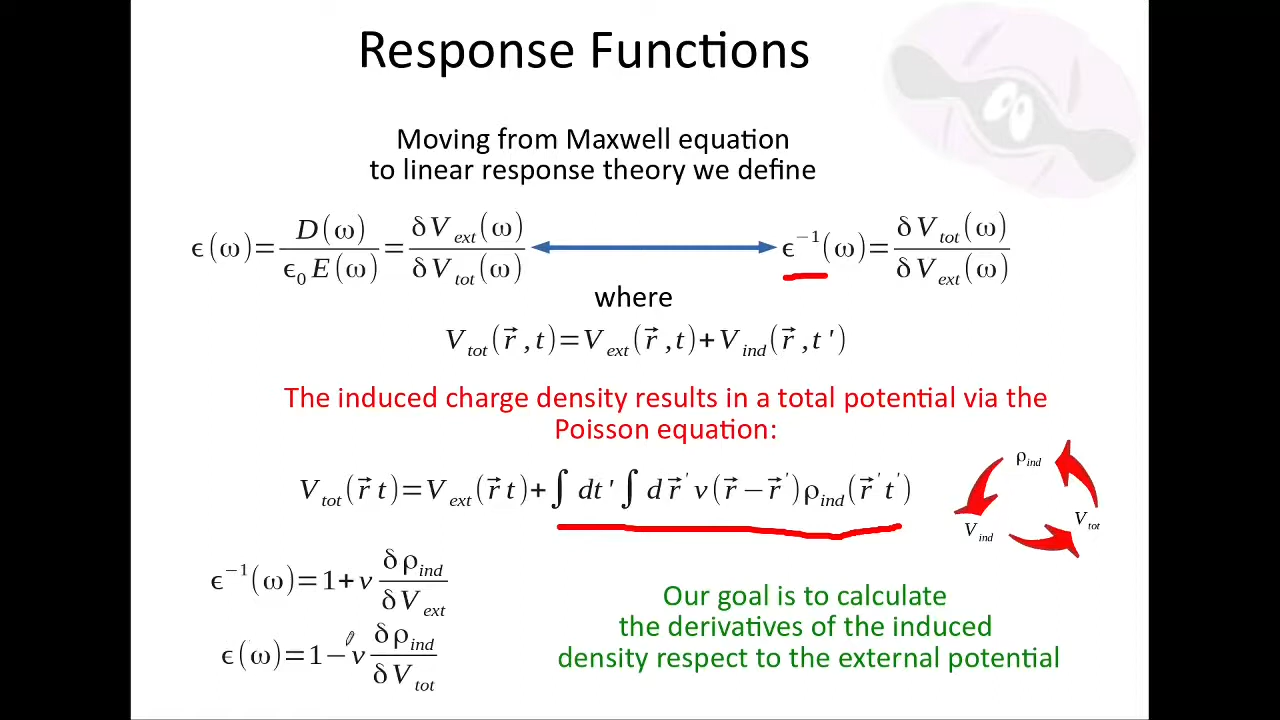 Response Functions
Moving from Maxwell equation
to linear response theory we define
ϵ(ω)= D(ω) / ϵ₀ E(ω) = δV_ext(ω) / δV_tot(ω)
ϵ⁻¹(ω)= δV_tot(ω) / δV_ext(ω)
where
V_tot(r⃗,t)=V_ext(r⃗,t)+V_ind(r⃗,t')
The induced charge density results in a total potential via the
Poisson equation:
V_tot(r⃗ t)=V_ext(r⃗ t)+∫ dt' ∫ d r⃗' v(r⃗−r⃗')ρ_ind(r⃗' t')
ρ_ind
V_ind
V_tot
ϵ⁻¹(ω)=1+v δρ_ind / δV_ext
ϵ(ω)=1−v δρ_ind / δV_tot
Our goal is to calculate
the derivatives of the induced
density respect to the external potential